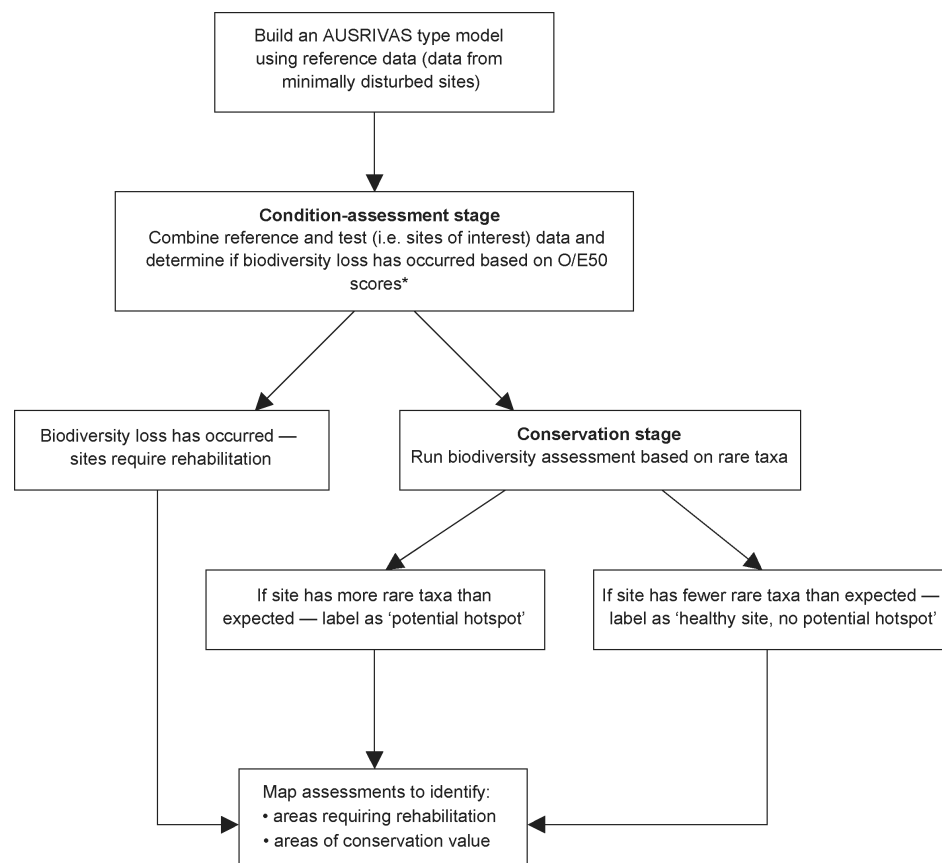 Build an AUSRIVAS type model
using reference data (data from
minimally disturbed sites)
Condition-assessment stage
Combine reference and test (i.e. sites of interest) data and
determine if biodiversity loss has occurred based on O/E50
scores*
Biodiversity loss has occurred —
sites require rehabilitation
Conservation stage
Run biodiversity assessment based on rare taxa
If site has more rare taxa than
expected — label as ‘potential hotspot’
If site has fewer rare taxa than expected —
label as ‘healthy site, no potential hotspot’
Map assessments to identify:
• areas requiring rehabilitation
• areas of conservation value